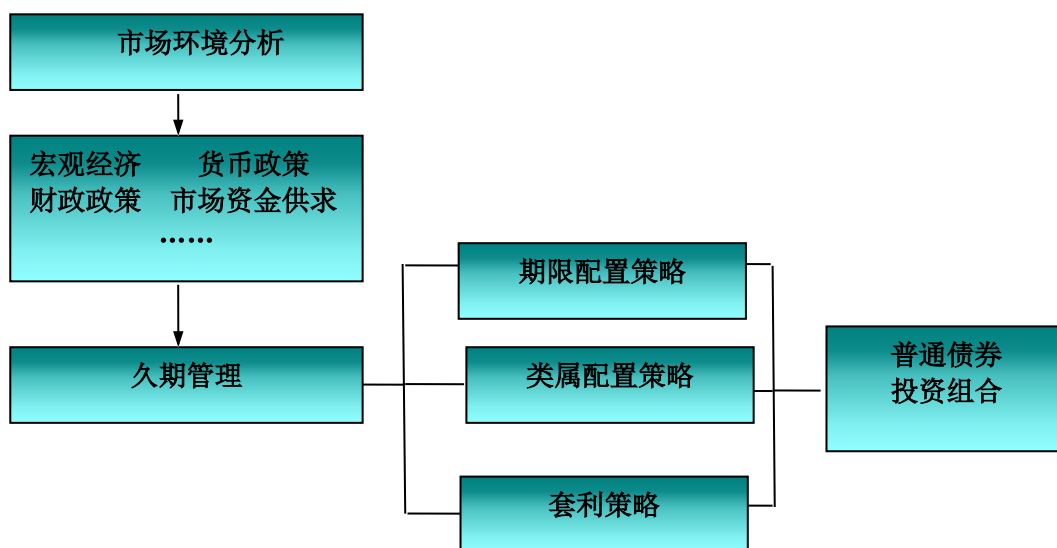 市场环境分析
宏观经济 货币政策
财政政策 市场资金供求
……
期限配置策略
久期管理
类属配置策略
普通债券
投资组合
套利策略